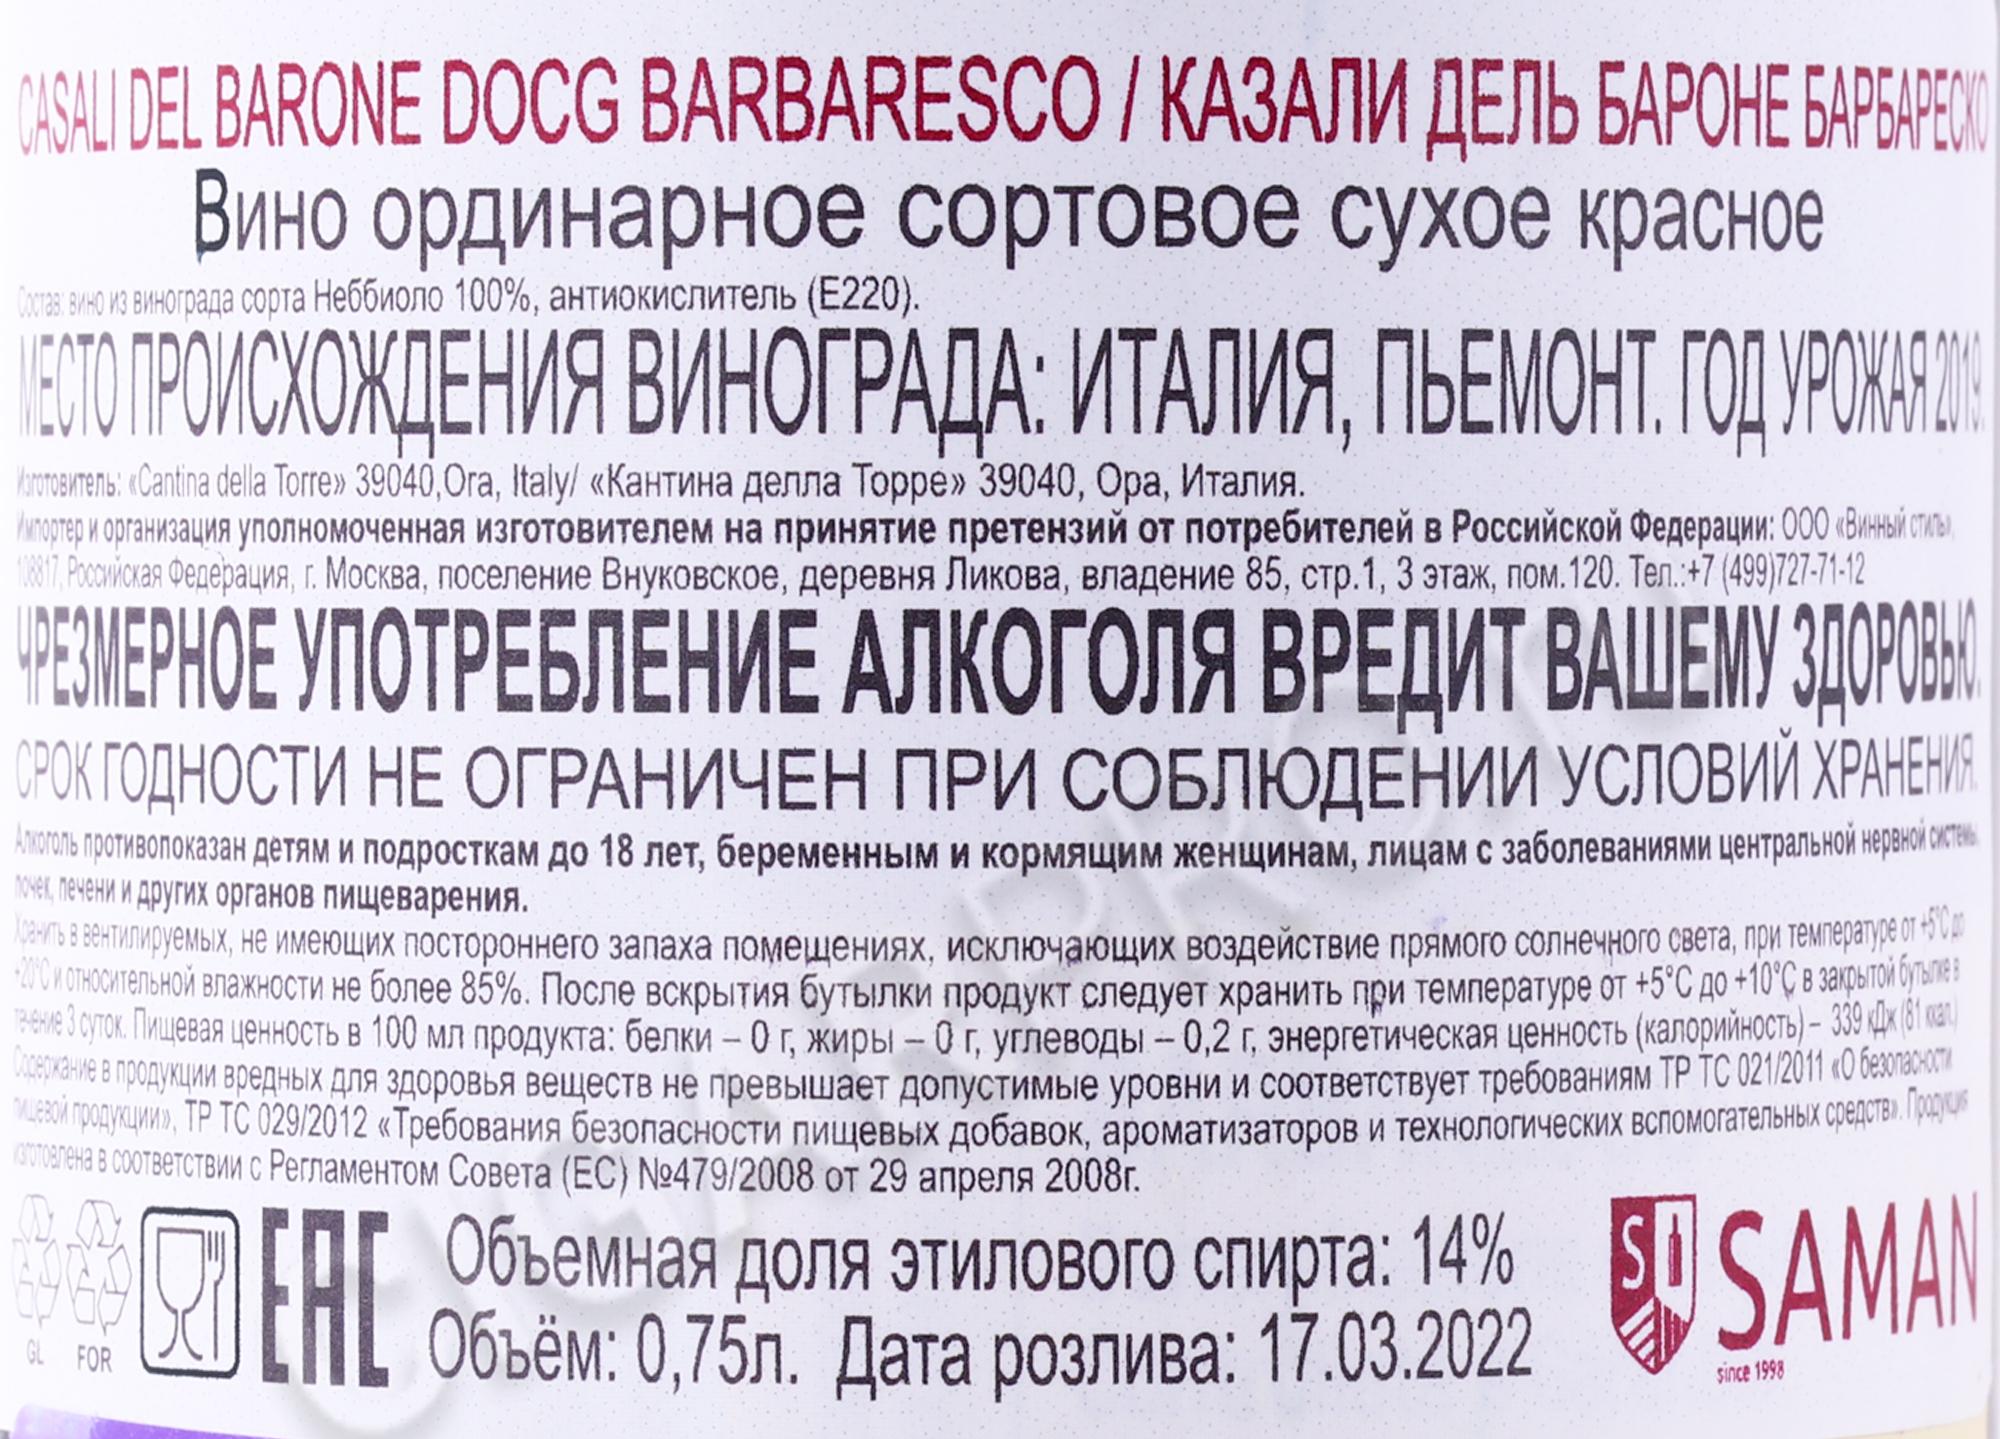 CASALI DEL BARONE DOCG BARBARESCO / КАЗАЛИ ДЕЛЬ БАРОНЕ БАРБАРЕСКО
Вино ординарное сортовое сухое красное
Состав: вино из винограда сорта Неббиоло 100%, антиокислитель (Е220).
МЕСТО ПРОИСХОЖДЕНИЯ ВИНОГРАДА: ИТАЛИЯ, ПЬЕМОНТ. ГОД УРОЖАЯ 2019.
Изготовитель: «Cantina della Torre» 39040,Ora, Italy/ «Кантина делла Торре» 39040, Ора, Италия.
Импортер и организация уполномоченная изготовителем на принятие претензий от потребителей в Российской Федерации: ООО «Винный стиль»,
108817, Российская Федерация, г. Москва, поселение Внуковское, деревня Ликова, владение 85, стр.1, 3 этаж, пом.120. Тел.:+7 (499)727-71-12
ЧРЕЗМЕРНОЕ УПОТРЕБЛЕНИЕ АЛКОГОЛЯ ВРЕДИТ ВАШЕМУ ЗДОРОВЬЮ.
СРОК ГОДНОСТИ НЕ ОГРАНИЧЕН ПРИ СОБЛЮДЕНИИ УСЛОВИЙ ХРАНЕНИЯ.
Алкоголь противопоказан детям и подросткам до 18 лет, беременным и кормящим женщинам, лицам с заболеваниями центральной нервной системы,
почек, печени и других органов пищеварения.
Хранить в вентилируемых, не имеющих постороннего запаха помещениях, исключающих воздействие прямого солнечного света, при температуре от +5°С до
+20°С и относительной влажности не более 85%. После вскрытия бутылки продукт следует хранить при температуре от +5°С до +10°С в закрытой бутылке в
течение 3 суток. Пищевая ценность в 100 мл продукта: белки – 0 г, жиры – 0 г, углеводы – 0,2 г, энергетическая ценность (калорийность) – 339 кДж (81 ккал.)
Содержание в продукции вредных для здоровья веществ не превышает допустимые уровни и соответствует требованиям ТР ТС 021/2011 «О безопасности
пищевой продукции», ТР ТС 029/2012 «Требования безопасности пищевых добавок, ароматизаторов и технологических вспомогательных средств». Продукция
изготовлена в соответствии с Регламентом Совета (ЕС) №479/2008 от 29 апреля 2008г.
GL FOR
EAC
Объемная доля этилового спирта: 14%
Объём: 0,75л. Дата розлива: 17.03.2022
S I SAMAN
since 1998
CIGARPRO.RU